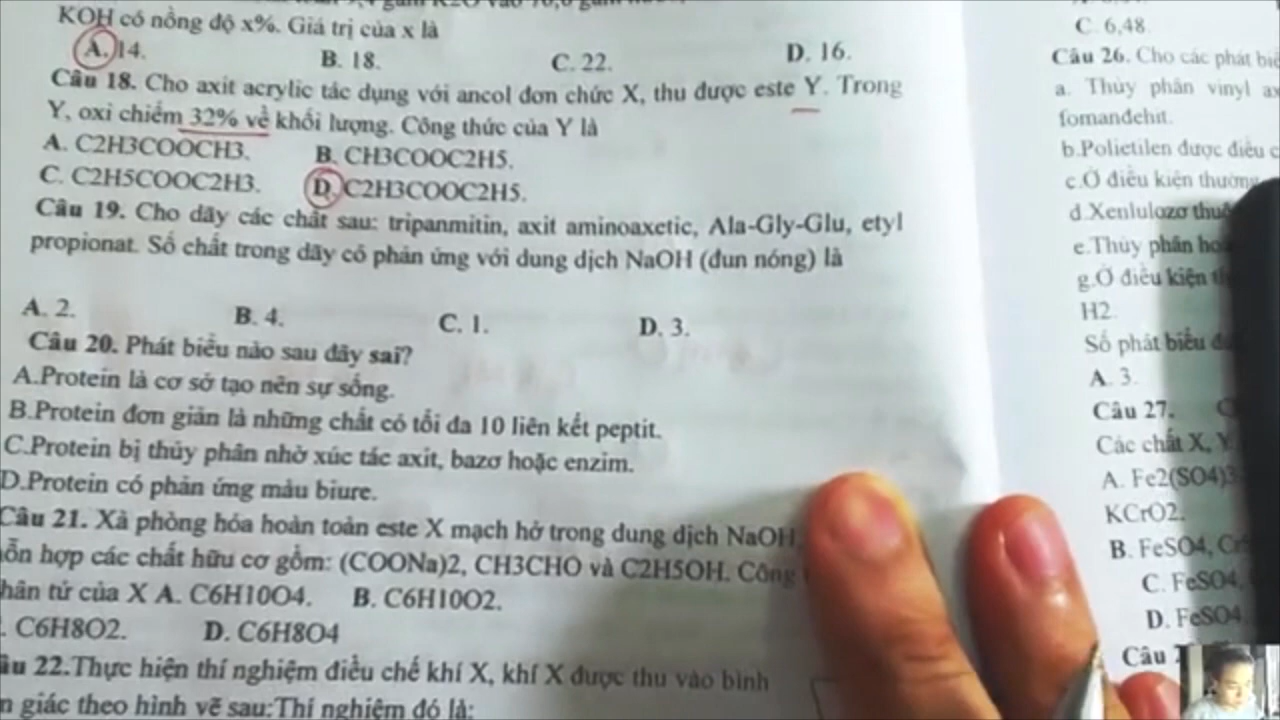 KOH có nồng độ x%. Giá trị của x là
A. 14. B. 18. C. 22. D. 16.
Câu 18. Cho axit acrylic tác dụng với ancol đơn chức X, thu được este Y. Trong
Y, oxi chiếm 32% về khối lượng. Công thức của Y là
A. C2H3COOCH3. B. CH3COOC2H5.
C. C2H5COOC2H3. D. C2H3COOC2H5.
Câu 19. Cho dãy các chất sau: tripanmitin, axit aminoaxetic, Ala-Gly-Glu, etyl
propionat. Số chất trong dãy có phản ứng với dung dịch NaOH (đun nóng) là
A. 2. B. 4. C. 1. D. 3.
Câu 20. Phát biểu nào sau đây sai?
A.Protein là cơ sở tạo nên sự sống.
B.Protein đơn giản là những chất có tối đa 10 liên kết peptit.
C.Protein bị thủy phân nhờ xúc tác axit, bazơ hoặc enzim.
D.Protein có phản ứng màu biure.
Câu 21. Xà phòng hóa hoàn toàn este X mạch hở trong dung dịch NaOH,
hỗn hợp các chất hữu cơ gồm: (COONa)2, CH3CHO và C2H5OH. Công
phân tử của X A. C6H10O4. B. C6H10O2.
C6H8O2. D. C6H8O4
Câu 22.Thực hiện thí nghiệm điều chế khí X, khí X được thu vào bình
giác theo hình vẽ sau:Thí nghiệm đó là:
C. 6,48.
Câu 26. Cho các phát
a. Thủy phân vinyl
fomandehit.
b.Polietilen được điều
c.Ở điều kiện thường
d.Xenlulozơ
e.Thủy phân
g.Ở điều kiện
H2.
Số phát biểu
A. 3.
Câu 27.
Các chất X, Y
A. Fe2(SO4)3
KCrO2.
B. FeSO4,
C. FeSO4,
D. FeSO4
Câu